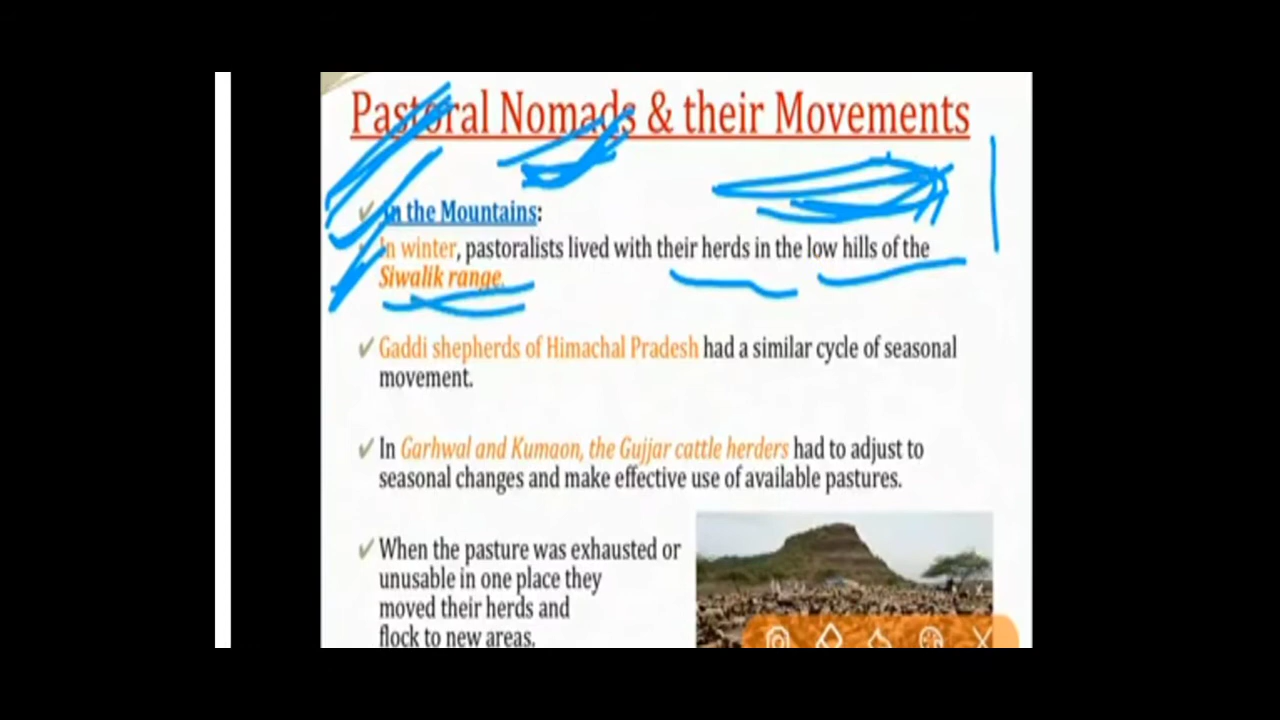 Pastoral Nomads & their Movements
In the Mountains:
In winter, pastoralists lived with their herds in the low hills of the
Siwalik range.
Gaddi shepherds of Himachal Pradesh had a similar cycle of seasonal
movement.
In Garhwal and Kumaon, the Gujjar cattle herders had to adjust to
seasonal changes and make effective use of available pastures.
When the pasture was exhausted or
unusable in one place they
moved their herds and
flock to new areas.